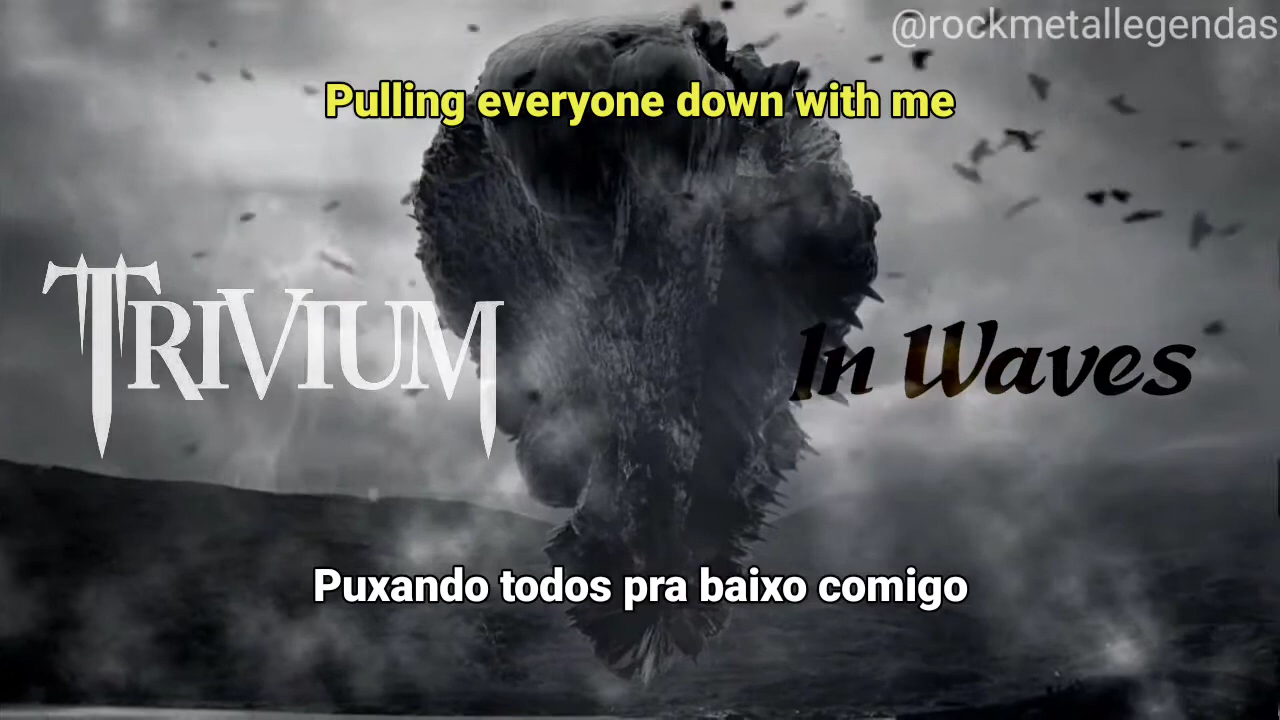 @rockmetallegendas
Pulling everyone down with me
TRIVIUM
In Waves
Puxando todos pra baixo comigo